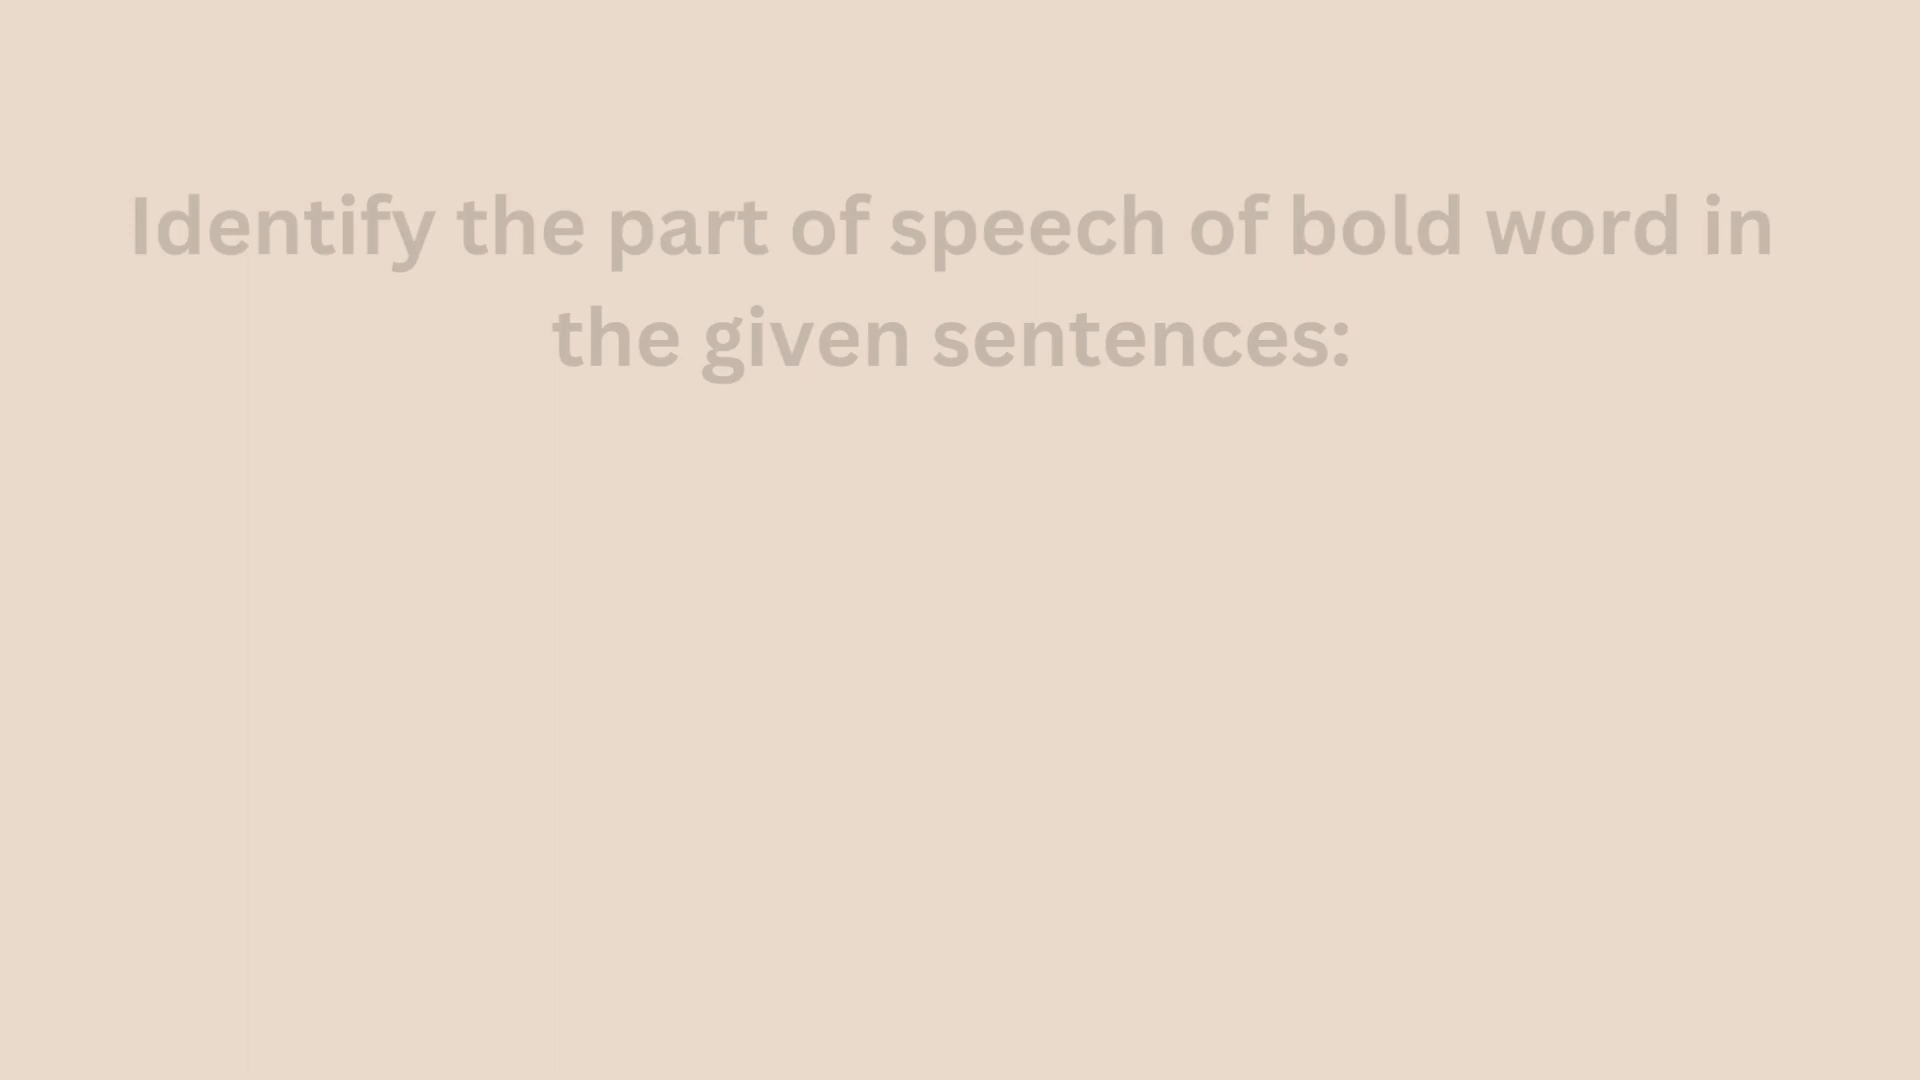 Identify the part of speech of bold word in
the given sentences: